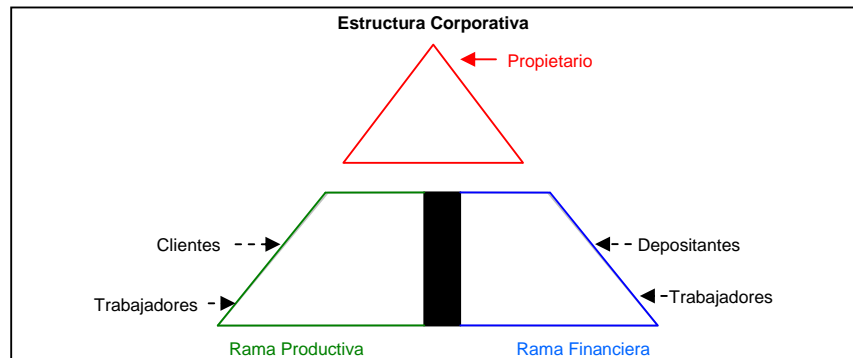 Estructura Corporativa
Propietario
Clientes
Depositantes
Trabajadores
Trabajadores
Rama Productiva
Rama Financiera